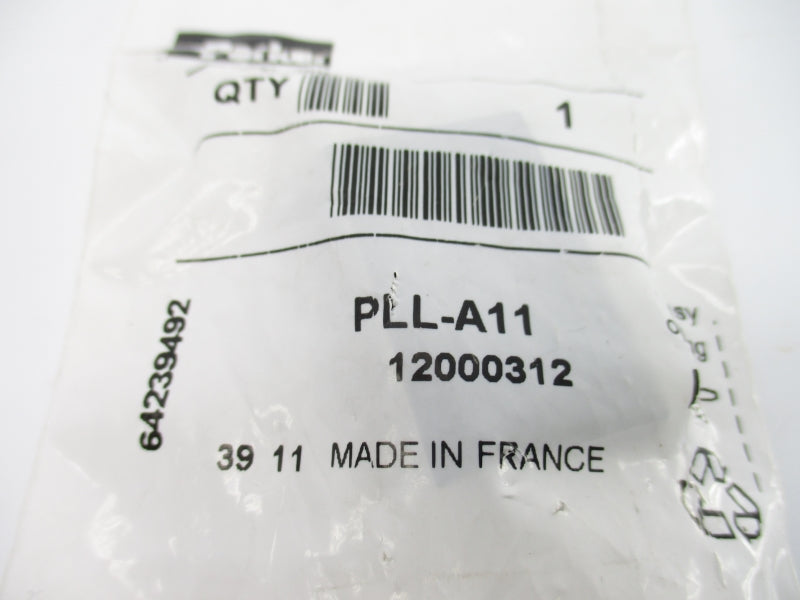 Parker
QTY 1
PLL-A11
12000312
64239492
39 11 MADE IN FRANCE